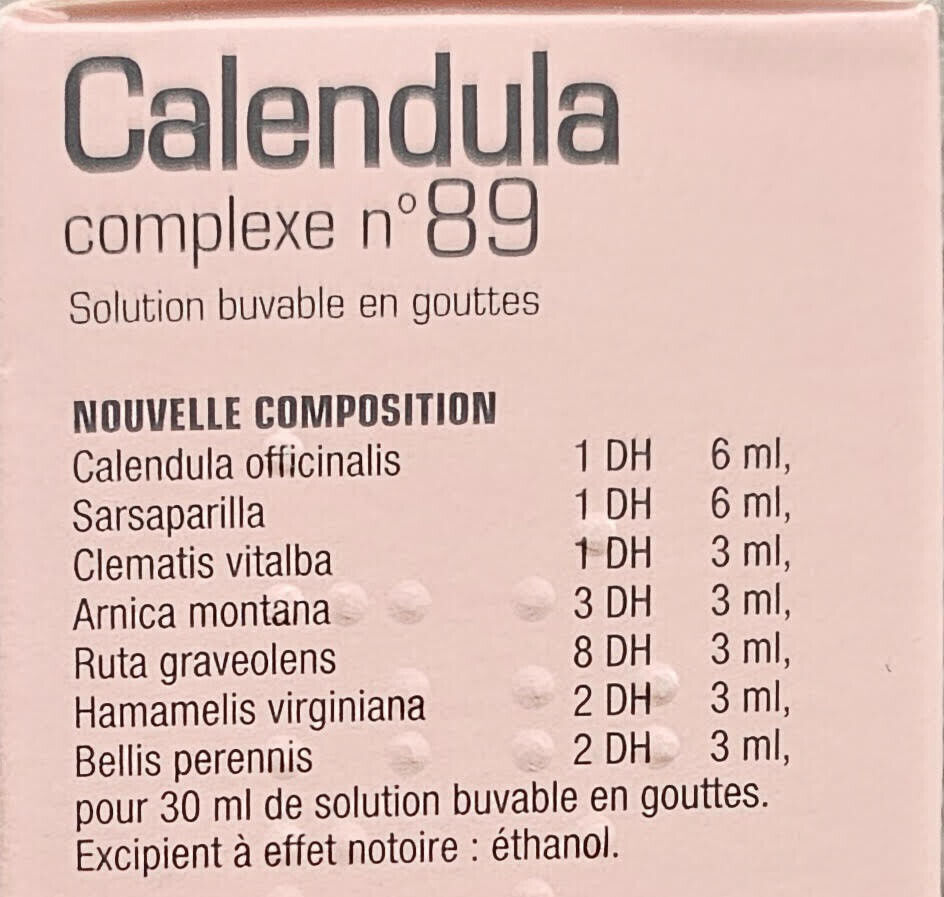 Calendula
complexe n°89
Solution buvable en gouttes
NOUVELLE COMPOSITION
Calendula officinalis 1 DH 6 ml,
Sarsaparilla 1 DH 6 ml,
Clematis vitalba 1 DH 3 ml,
Arnica montana 3 DH 3 ml,
Ruta graveolens 8 DH 3 ml,
Hamamelis virginiana 2 DH 3 ml,
Bellis perennis 2 DH 3 ml,
pour 30 ml de solution buvable en gouttes.
Excipient à effet notoire : éthanol.